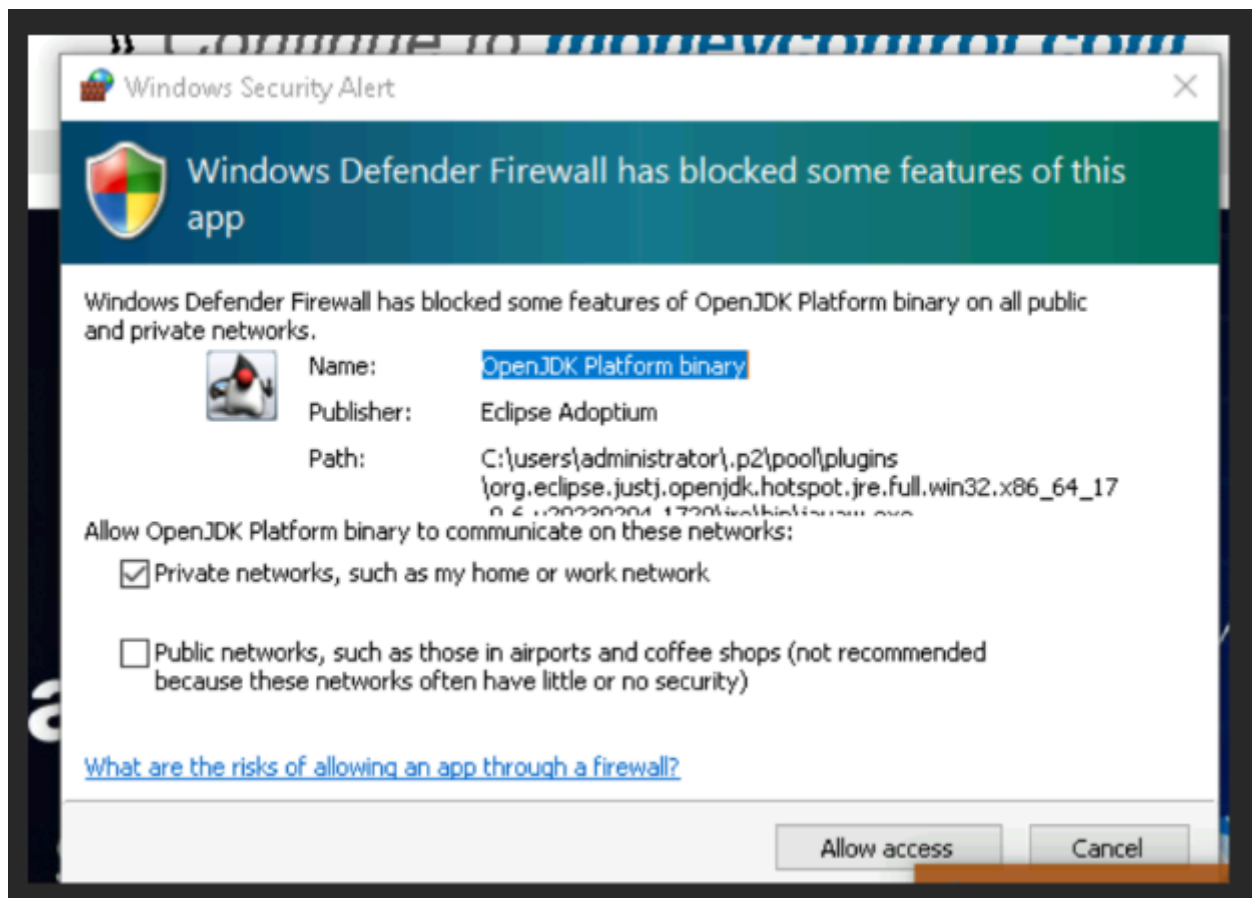 » Continue to moneycontrol.com
Windows Security Alert
Windows Defender Firewall has blocked some features of this
app
Windows Defender Firewall has blocked some features of OpenJDK Platform binary on all public
and private networks.
Name: OpenJDK Platform binary
Publisher: Eclipse Adoptium
Path: C:\users\administrator\.p2\pool\plugins
\org.eclipse.justj.openjdk.hotspot.jre.full.win32.x86_64_17
Allow OpenJDK Platform binary to communicate on these networks:
Private networks, such as my home or work network
Public networks, such as those in airports and coffee shops (not recommended
because these networks often have little or no security)
What are the risks of allowing an app through a firewall?
Allow access Cancel